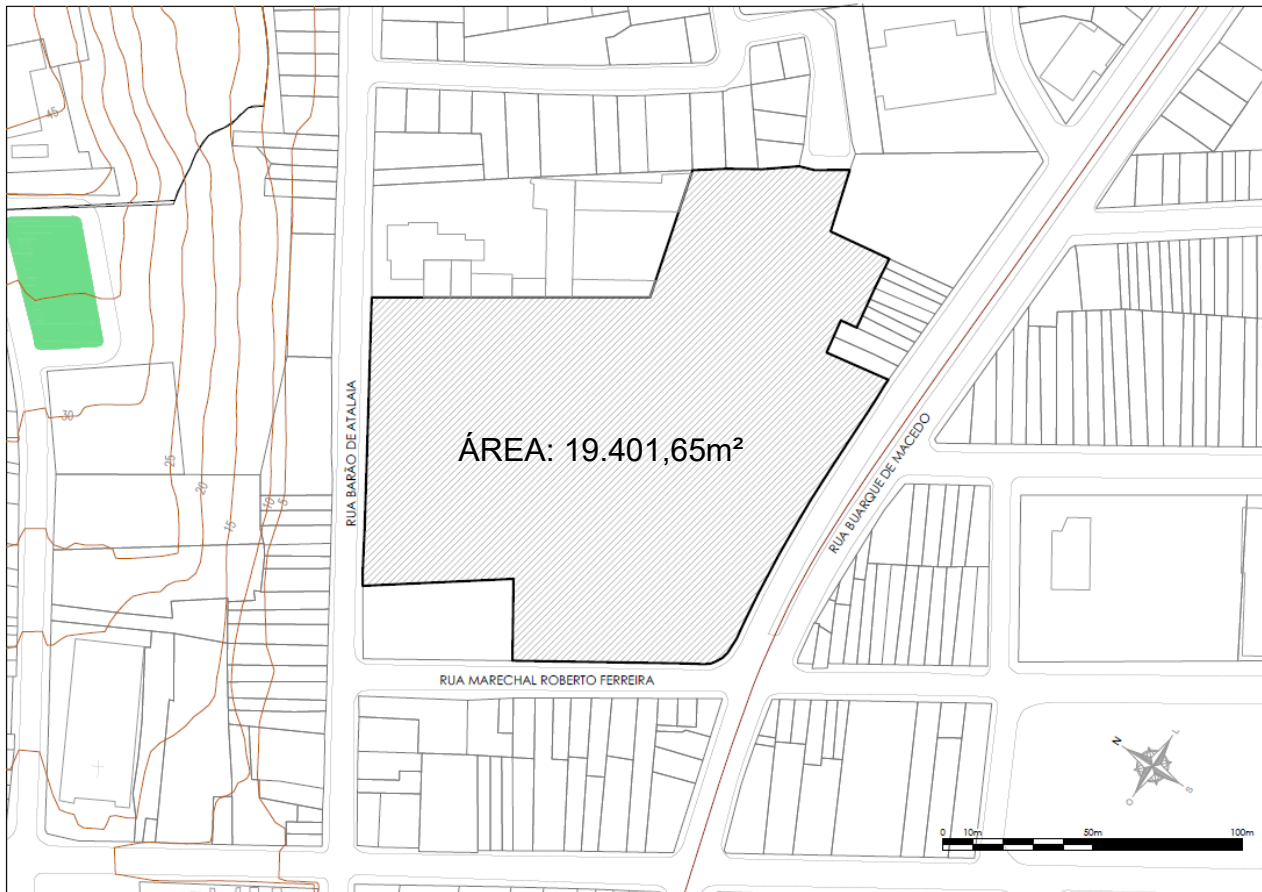 45
RUA BARÃO DE ATALAIA
30
25
20
15
10
5
ÁREA: 19.401,65m²
RUA BUARQUE DE MACEDO
RUA MARECHAL ROBERTO FERREIRA
N
L
O
S
0 10m 50m 100m